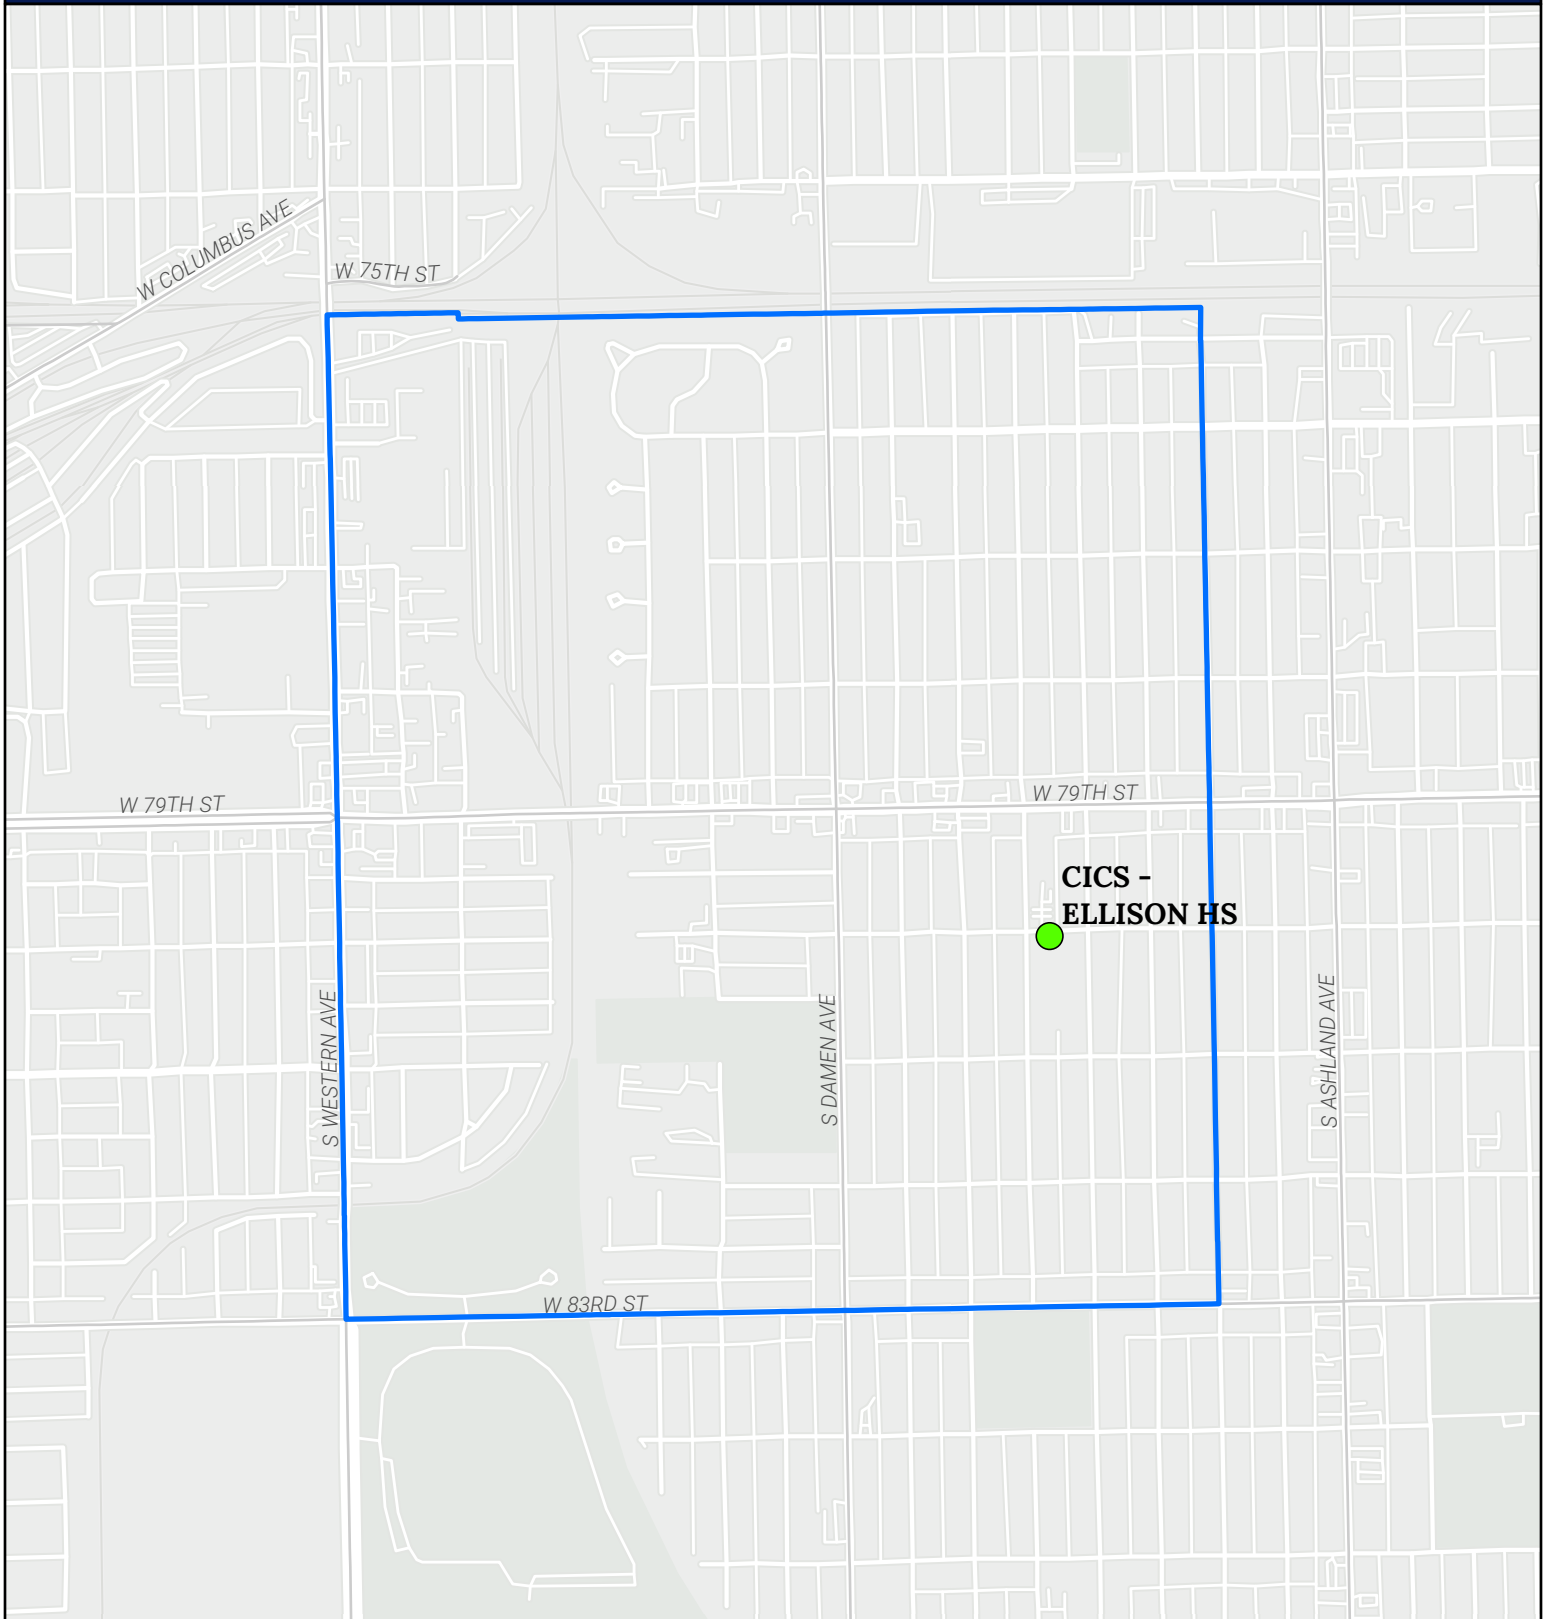 W COLUMBUS AVE
W 75TH ST
W 79TH ST
W 79TH ST
CICS -
ELLISON HS
S WESTERN AVE
S DAMEN AVE
S ASHLAND AVE
W 83RD ST